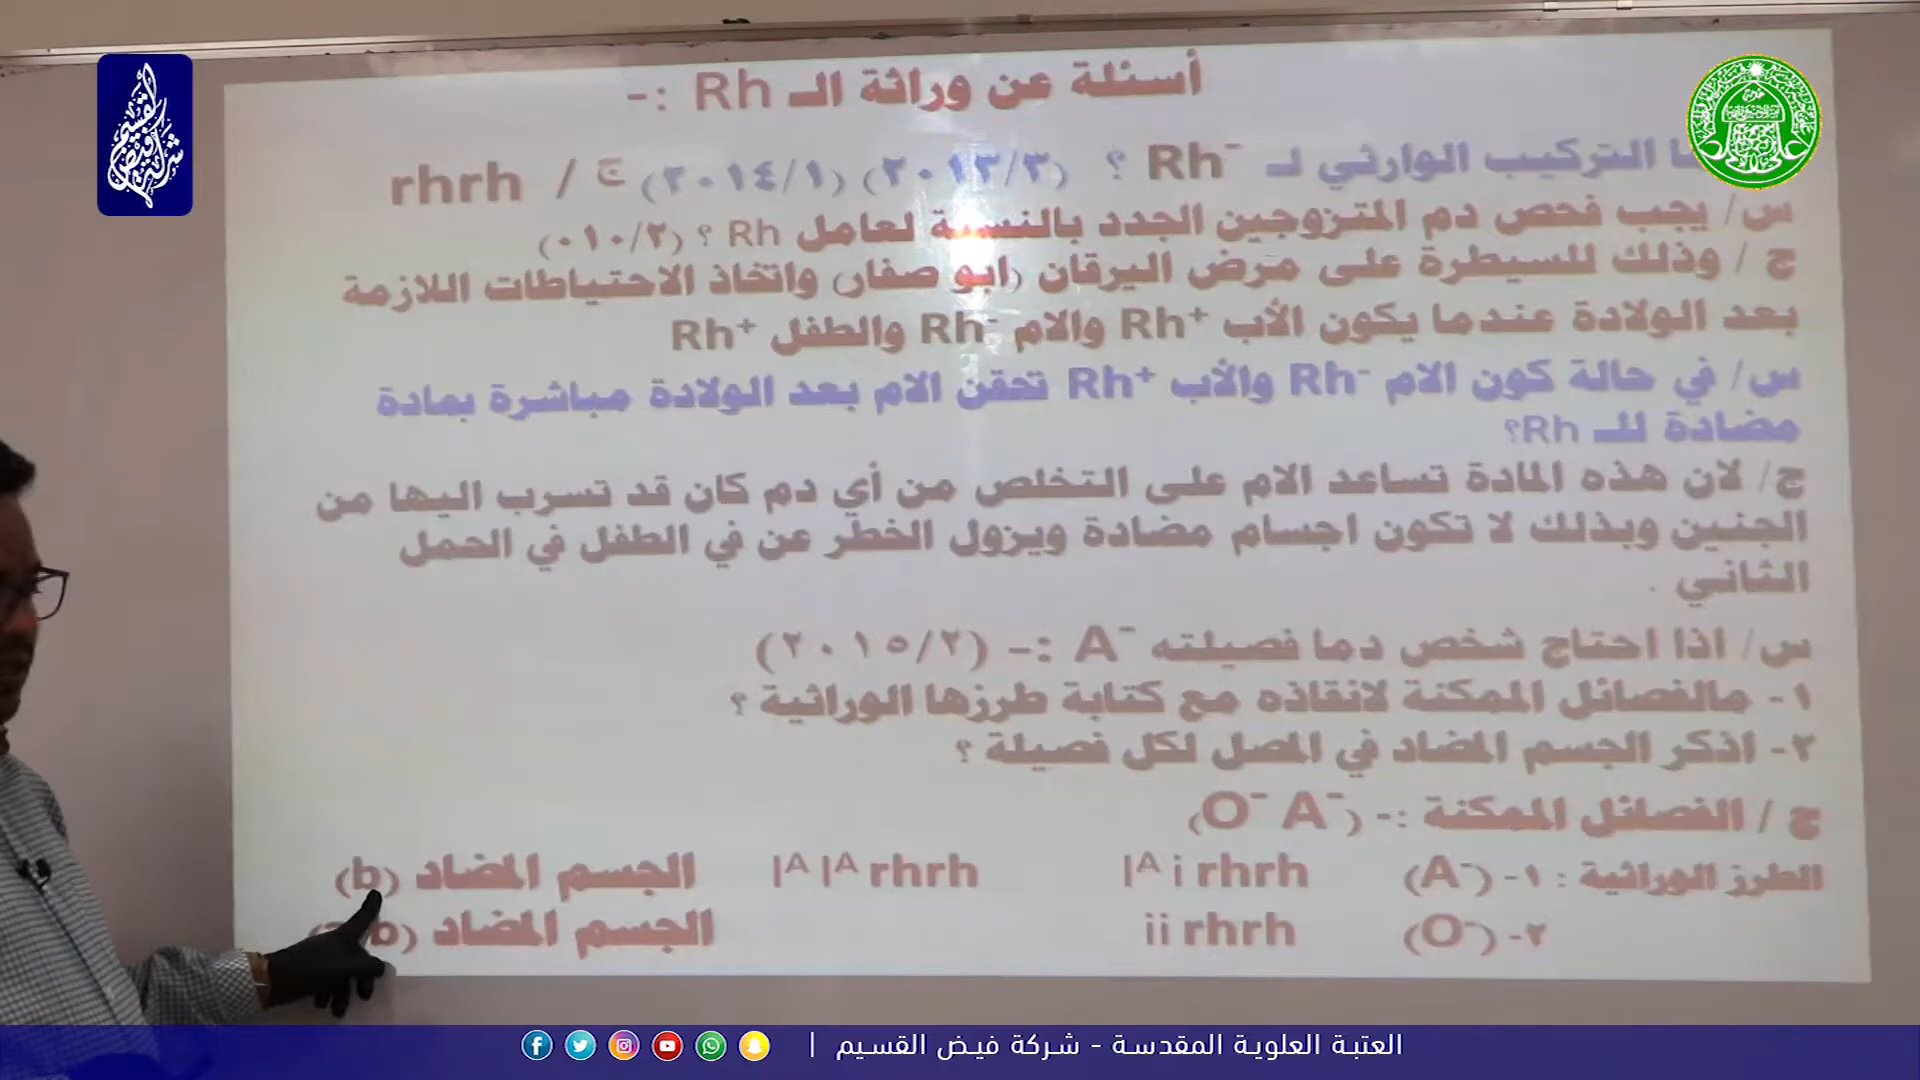 أسئلة عن وراثة الـ Rh :-
التركيب الوارثي لـ Rh⁻ ؟ (٢٠١٣/٣) (٢٠١٤/١) ج / rhrh
س/ يجب فحص دم المتزوجين الجدد بالنسبة لعامل Rh ؟ (٢/٠١٠)
ج / وذلك للسيطرة على مرض اليرقان (ابو صفار) واتخاذ الاحتياطات اللازمة
بعد الولادة عندما يكون الأب Rh⁺ والام Rh⁻ والطفل Rh⁺
س/ في حالة كون الام Rh⁻ والأب Rh⁺ تحقن الام بعد الولادة مباشرة بمادة
مضادة للـ Rh؟
ج/ لان هذه المادة تساعد الام على التخلص من أي دم كان قد تسرب اليها من
الجنين وبذلك لا تكون اجسام مضادة ويزول الخطر عن في الطفل في الحمل
الثاني .
س/ اذا احتاج شخص دما فصيلته A⁻ :- (٢٠١٥/٢)
١- مالفصائل الممكنة لانقاذه مع كتابة طرزها الوراثية ؟
٢- اذكر الجسم المضاد في المصل لكل فصيلة ؟
ج / الفصائل الممكنة :- (O⁻ A⁻)
الطرز الوراثية : ١- (A⁻) Iᴬ i rhrh Iᴬ Iᴬ rhrh الجسم المضاد (b)
٢- (O⁻) ii rhrh الجسم المضاد
العتبة العلوية المقدسة - شركة فيض القسيم |